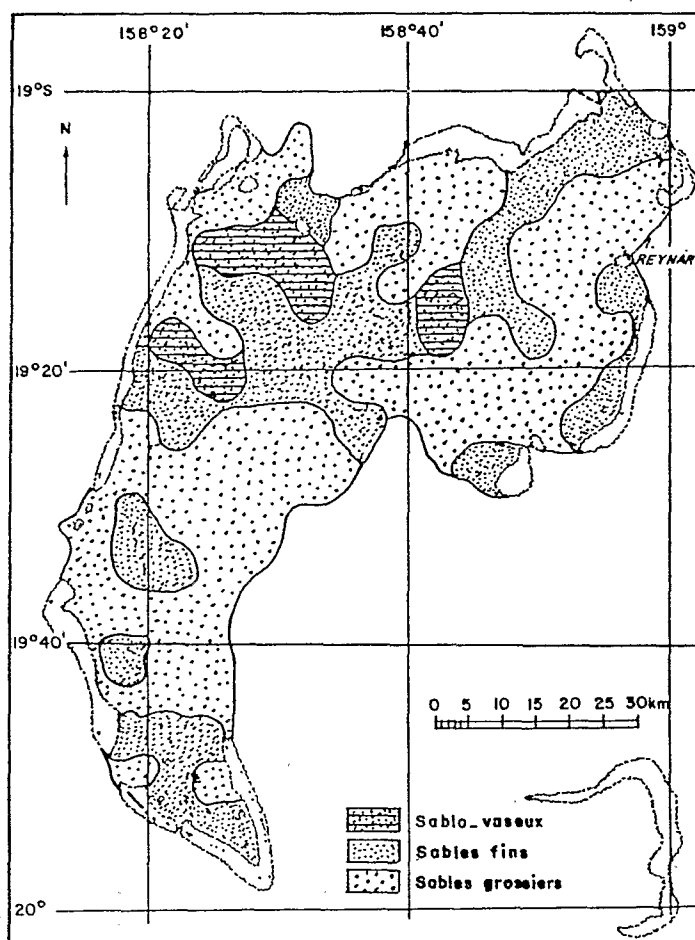 158°20' 158°40' 159°
19°S
N
REYNAR
19°20'
19°40'
0 5 10 15 20 25 30km
Sablo_vaseux
Sables fins
Sables grossiers
20°